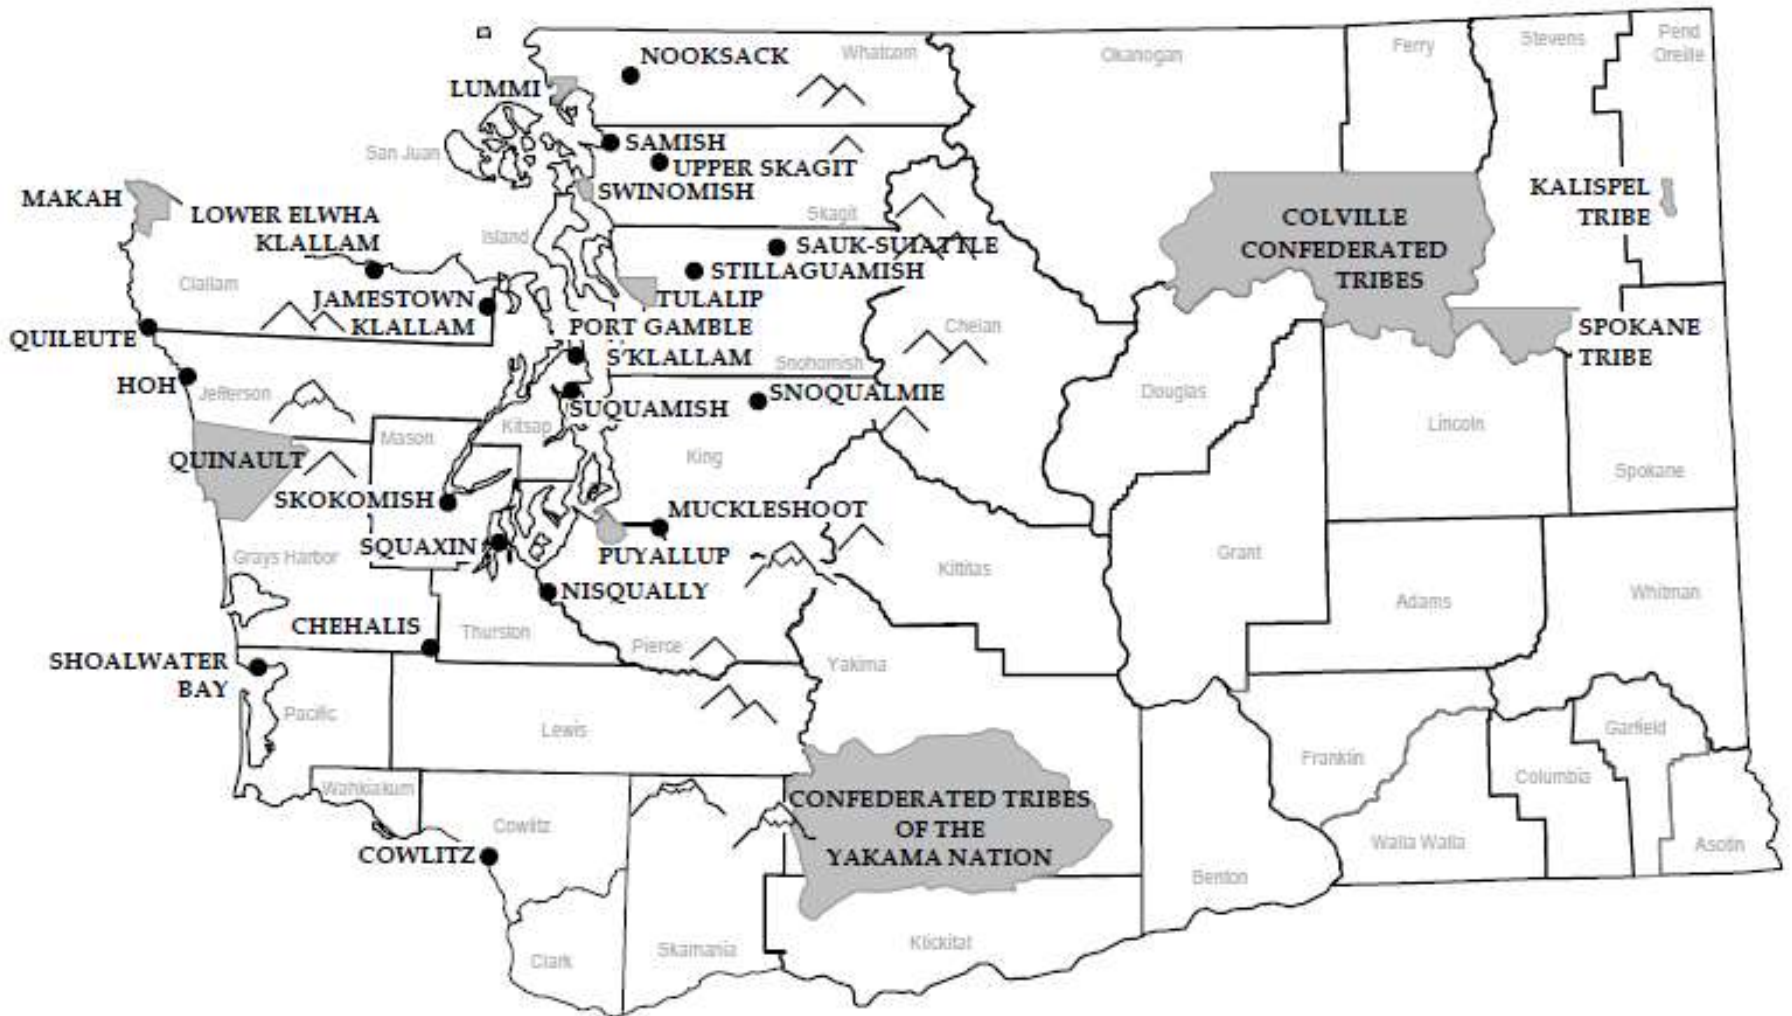 NOOKSACK
Whatcom
Okanogan
Ferry
Stevens
Pend
Oreille
LUMMI
SAMISH
San Juan
UPPER SKAGIT
SWINOMISH
Skagit
MAKAH
LOWER ELWHA
KLALLAM
Island
SAUK-SUIATTLE
STILLAGUAMISH
COLVILLE
CONFEDERATED
TRIBES
KALISPEL
TRIBE
Clallam
JAMESTOWN
KLALLAM
TULALIP
PORT GAMBLE
S'KLALLAM
Snohomish
Chelan
SPOKANE
TRIBE
QUILEUTE
HOH
Jefferson
SUQUAMISH
SNOQUALMIE
Douglas
Lincoln
Kitsap
Mason
King
Spokane
QUINAULT
SKOKOMISH
MUCKLESHOOT
SQUAXIN
PUYALLUP
Grays Harbor
Kittitas
Grant
NISQUALLY
Adams
Whitman
CHEHALIS
Thurston
Pierce
Yakima
SHOALWATER
BAY
Pacific
Lewis
Garfield
Franklin
Columbia
Wahkiakum
CONFEDERATED TRIBES
OF THE
YAKAMA NATION
Cowlitz
Walla Walla
Asotin
COWLITZ
Benton
Klickitat
Skamania
Clark